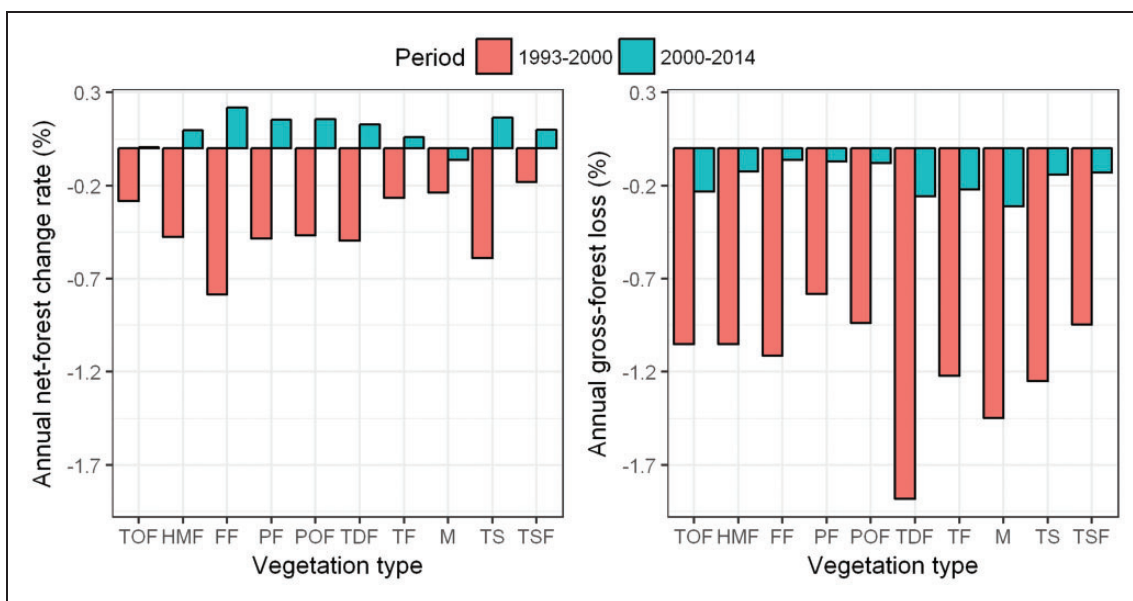 Period 1993-2000 2000-2014
Annual net-forest change rate (%)
0.3
-0.2
-0.7
-1.2
-1.7
TOF HMF FF PF POF TDF TF M TS TSF
Vegetation type
Annual gross-forest loss (%)
0.3
-0.2
-0.7
-1.2
-1.7
TOF HMF FF PF POF TDF TF M TS TSF
Vegetation type